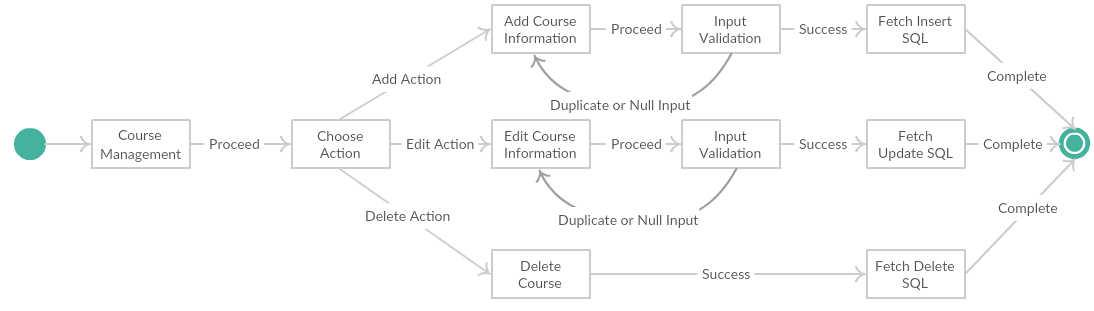 Add Course
Information
Proceed
Input
Validation
Success
Fetch Insert
SQL
Add Action
Complete
Duplicate or Null Input
Course
Management
Proceed
Choose
Action
Edit Action
Edit Course
Information
Proceed
Input
Validation
Success
Fetch
Update SQL
Complete
Delete Action
Duplicate or Null Input
Complete
Delete
Course
Success
Fetch Delete
SQL